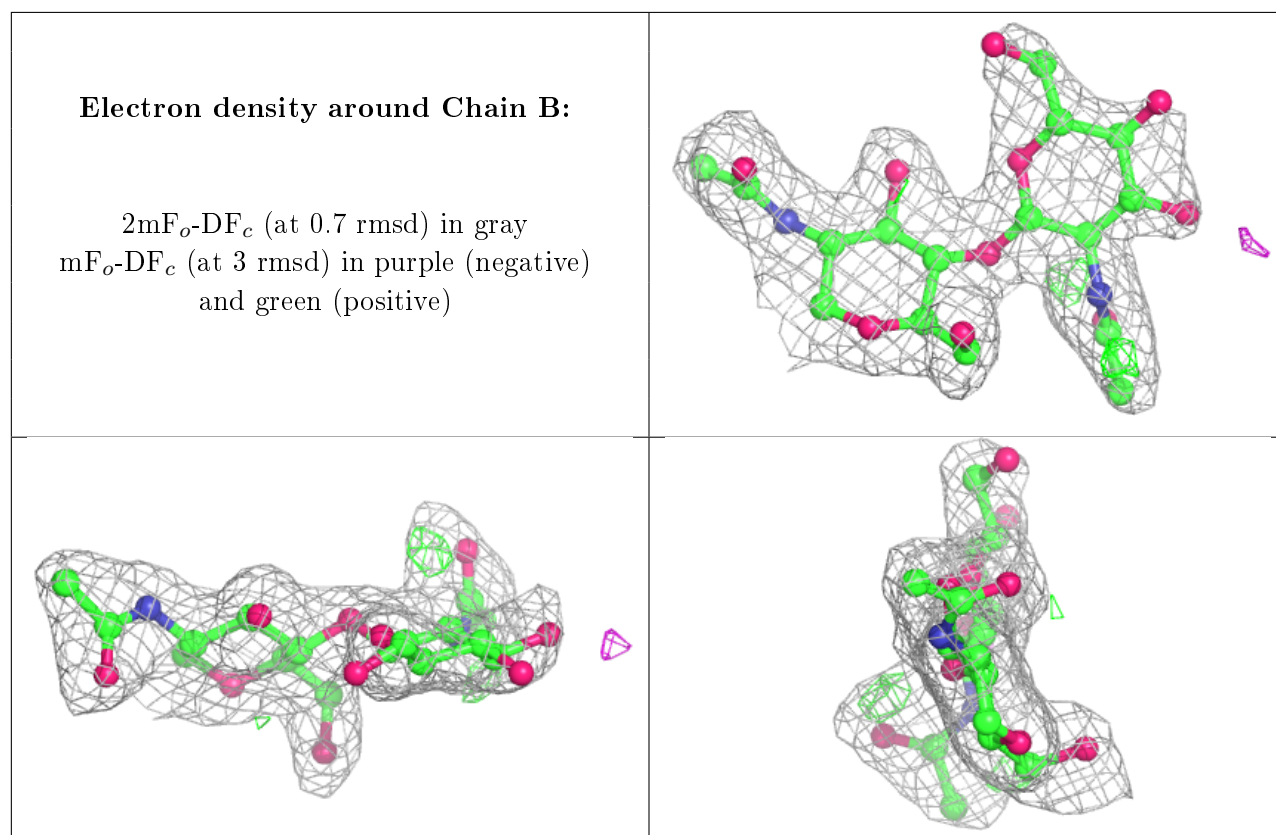 Electron density around Chain B:
2mFₒ-DF𝒸 (at 0.7 rmsd) in gray
mFₒ-DF𝒸 (at 3 rmsd) in purple (negative)
and green (positive)